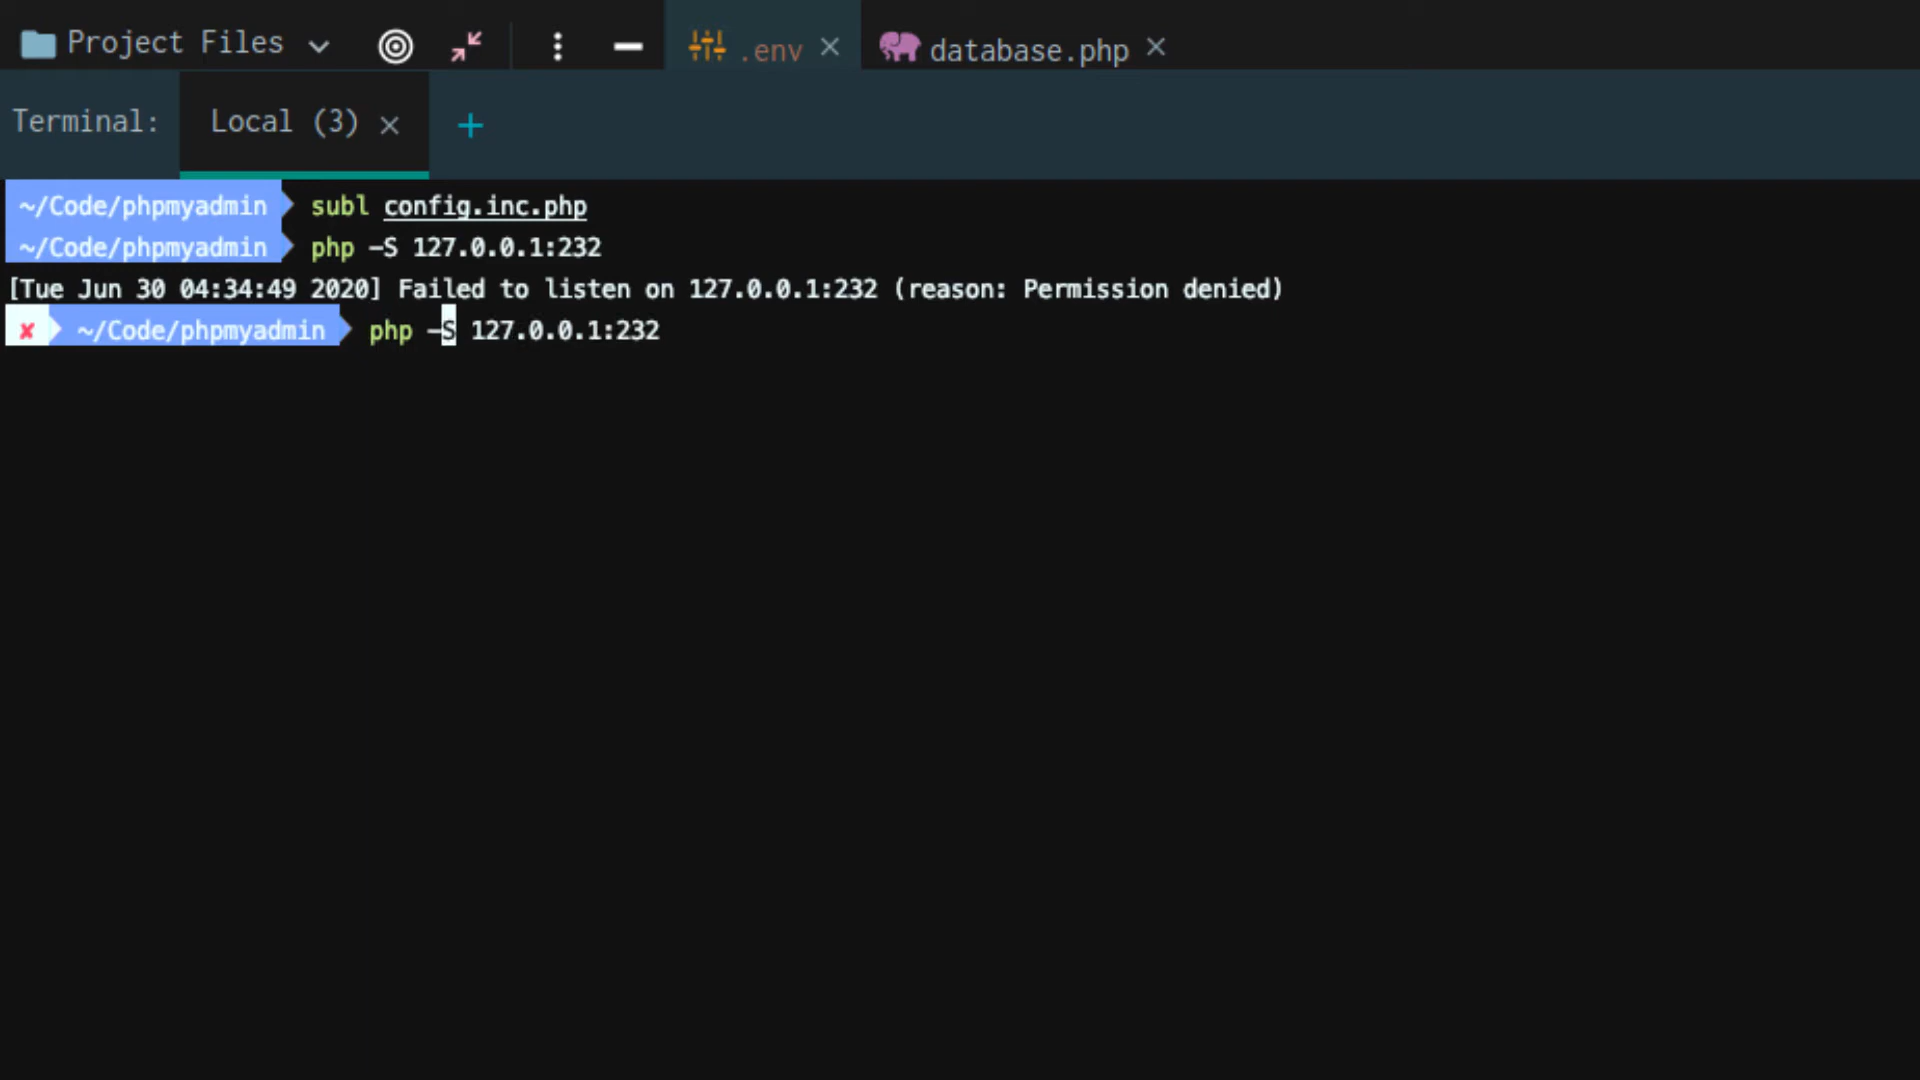 Project Files .env database.php
Terminal: Local (3) +
~/Code/phpmyadmin subl config.inc.php
~/Code/phpmyadmin php -S 127.0.0.1:232
[Tue Jun 30 04:34:49 2020] Failed to listen on 127.0.0.1:232 (reason: Permission denied)
✘ ~/Code/phpmyadmin php -S 127.0.0.1:232